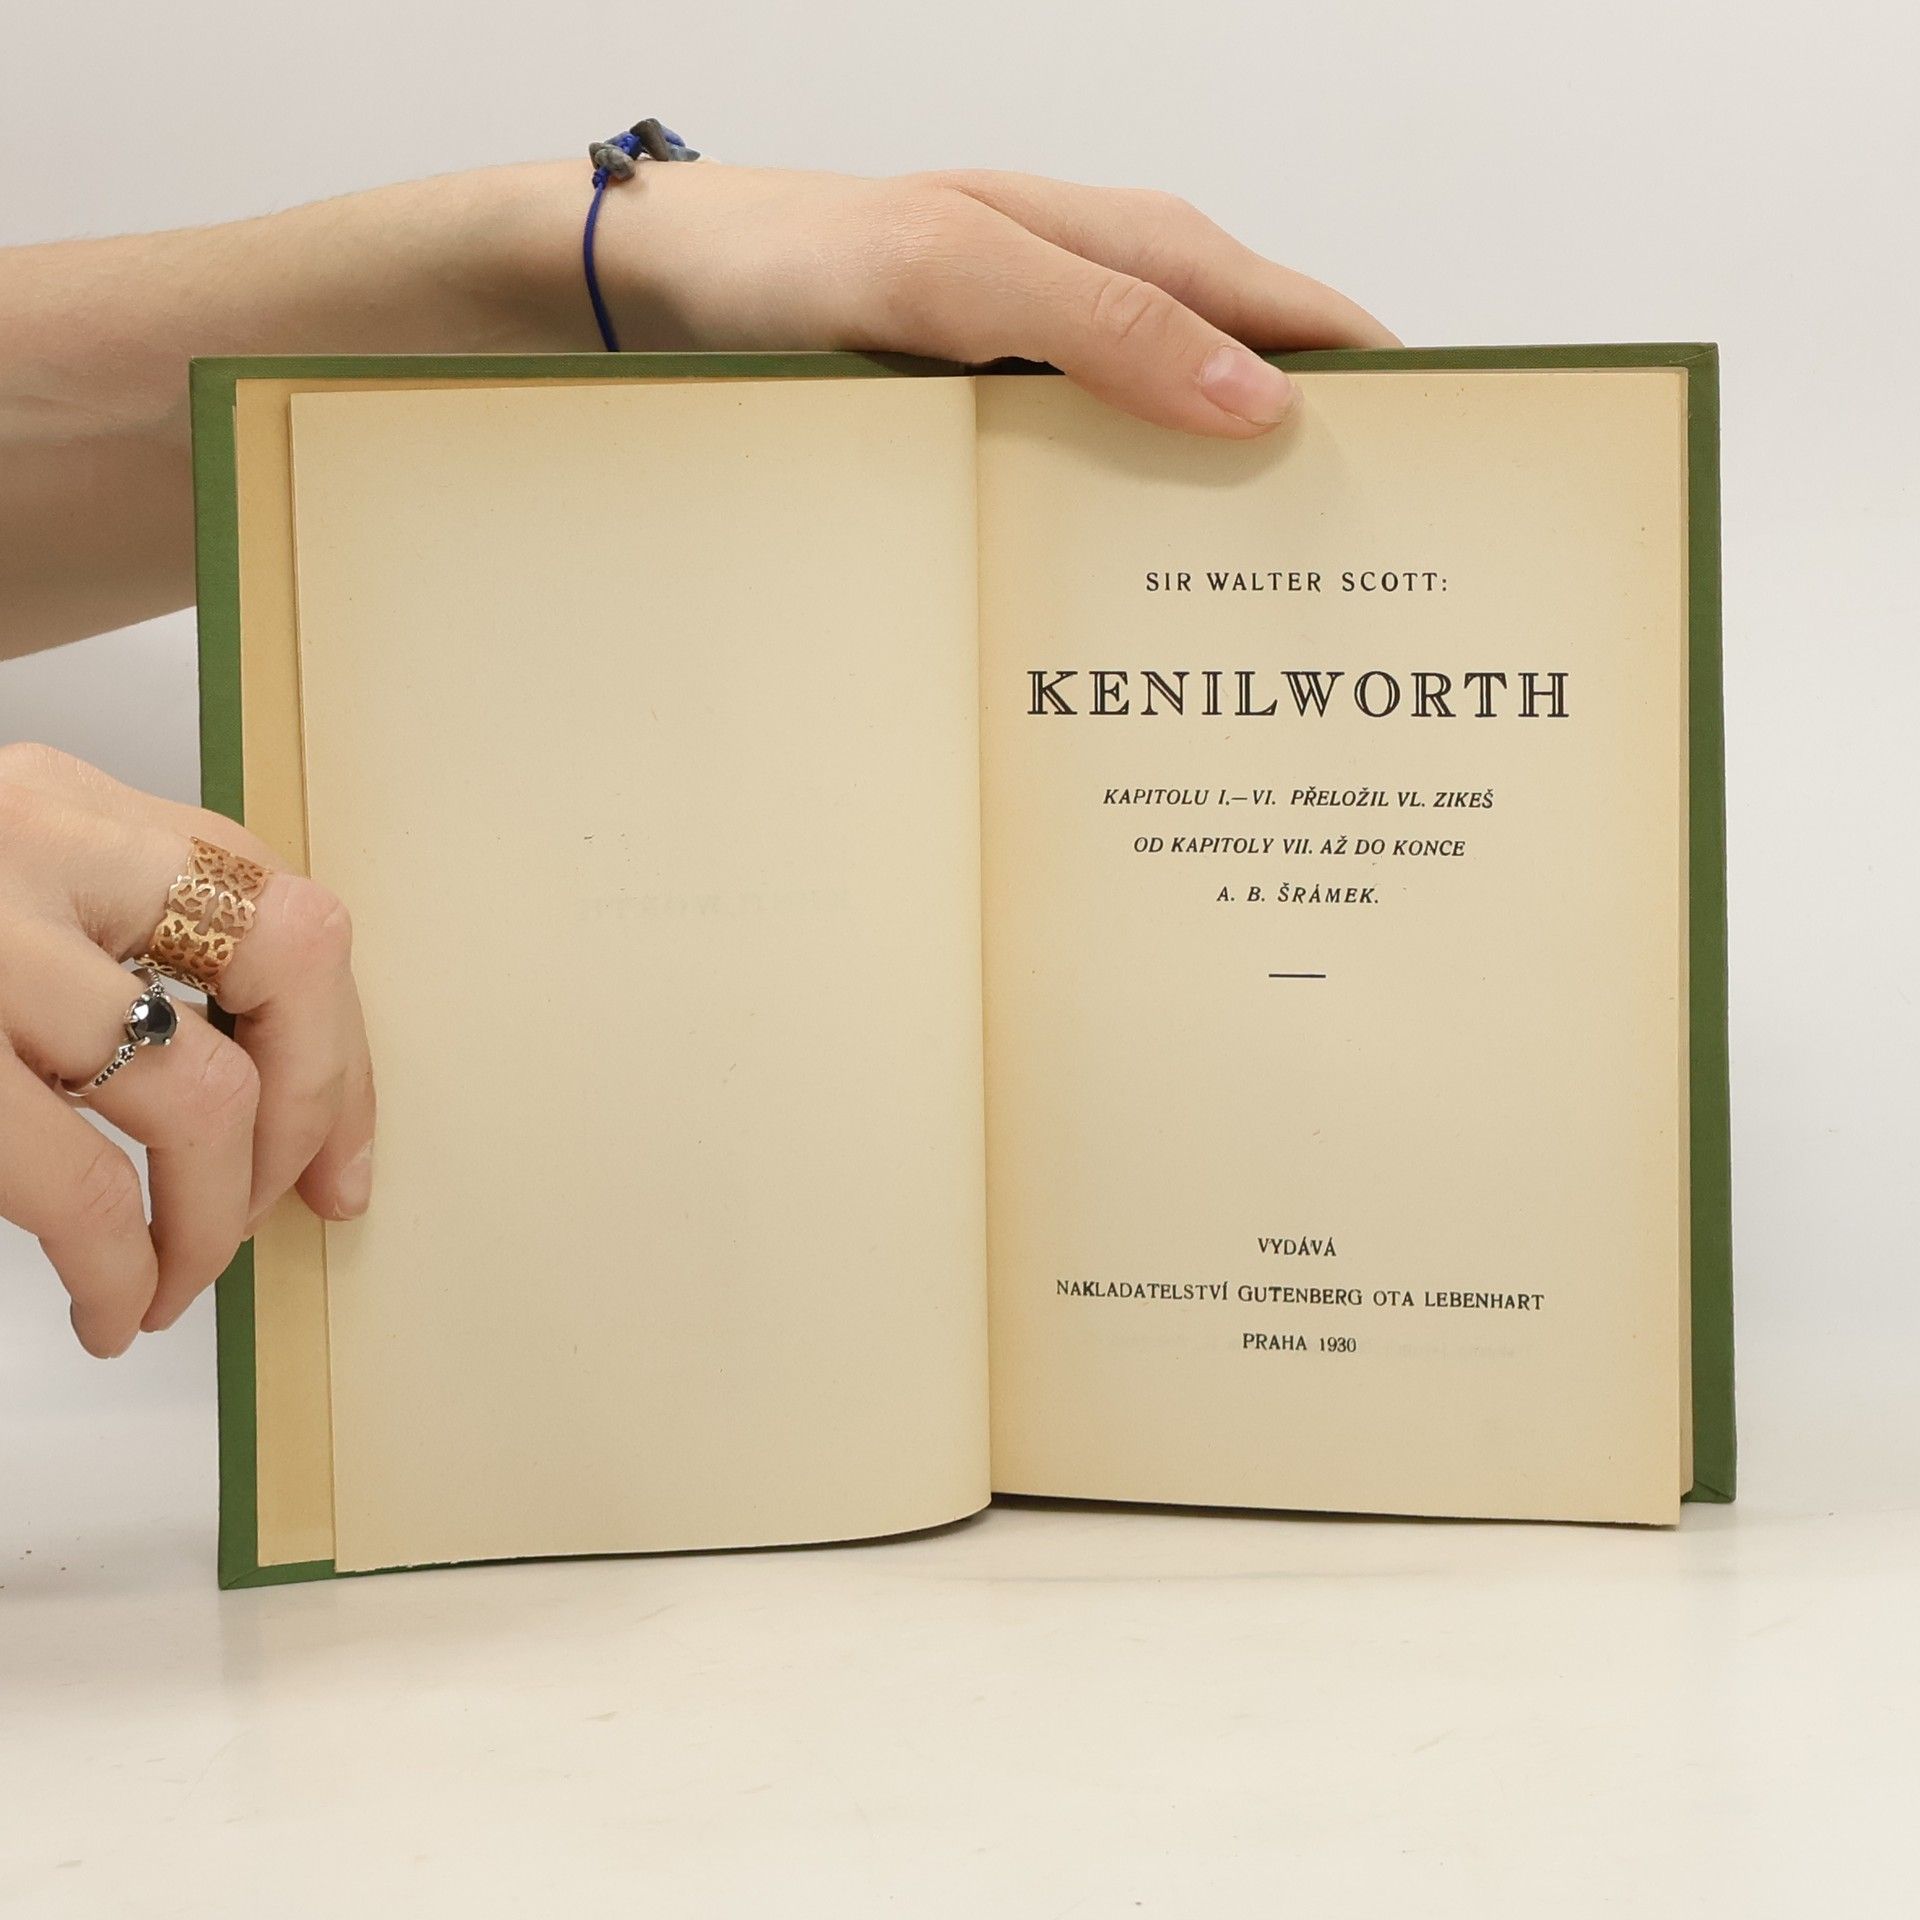 SIR WALTER SCOTT:
KENILWORTH
KAPITOLU I.—VI. PŘELOŽIL VL. ZIKEŠ
OD KAPITOLY VII. AŽ DO KONCE
A. B. ŠRÁMEK.
VYDÁVÁ
NAKLADATELSTVÍ GUTENBERG OTA LEBENHART
PRAHA 1930